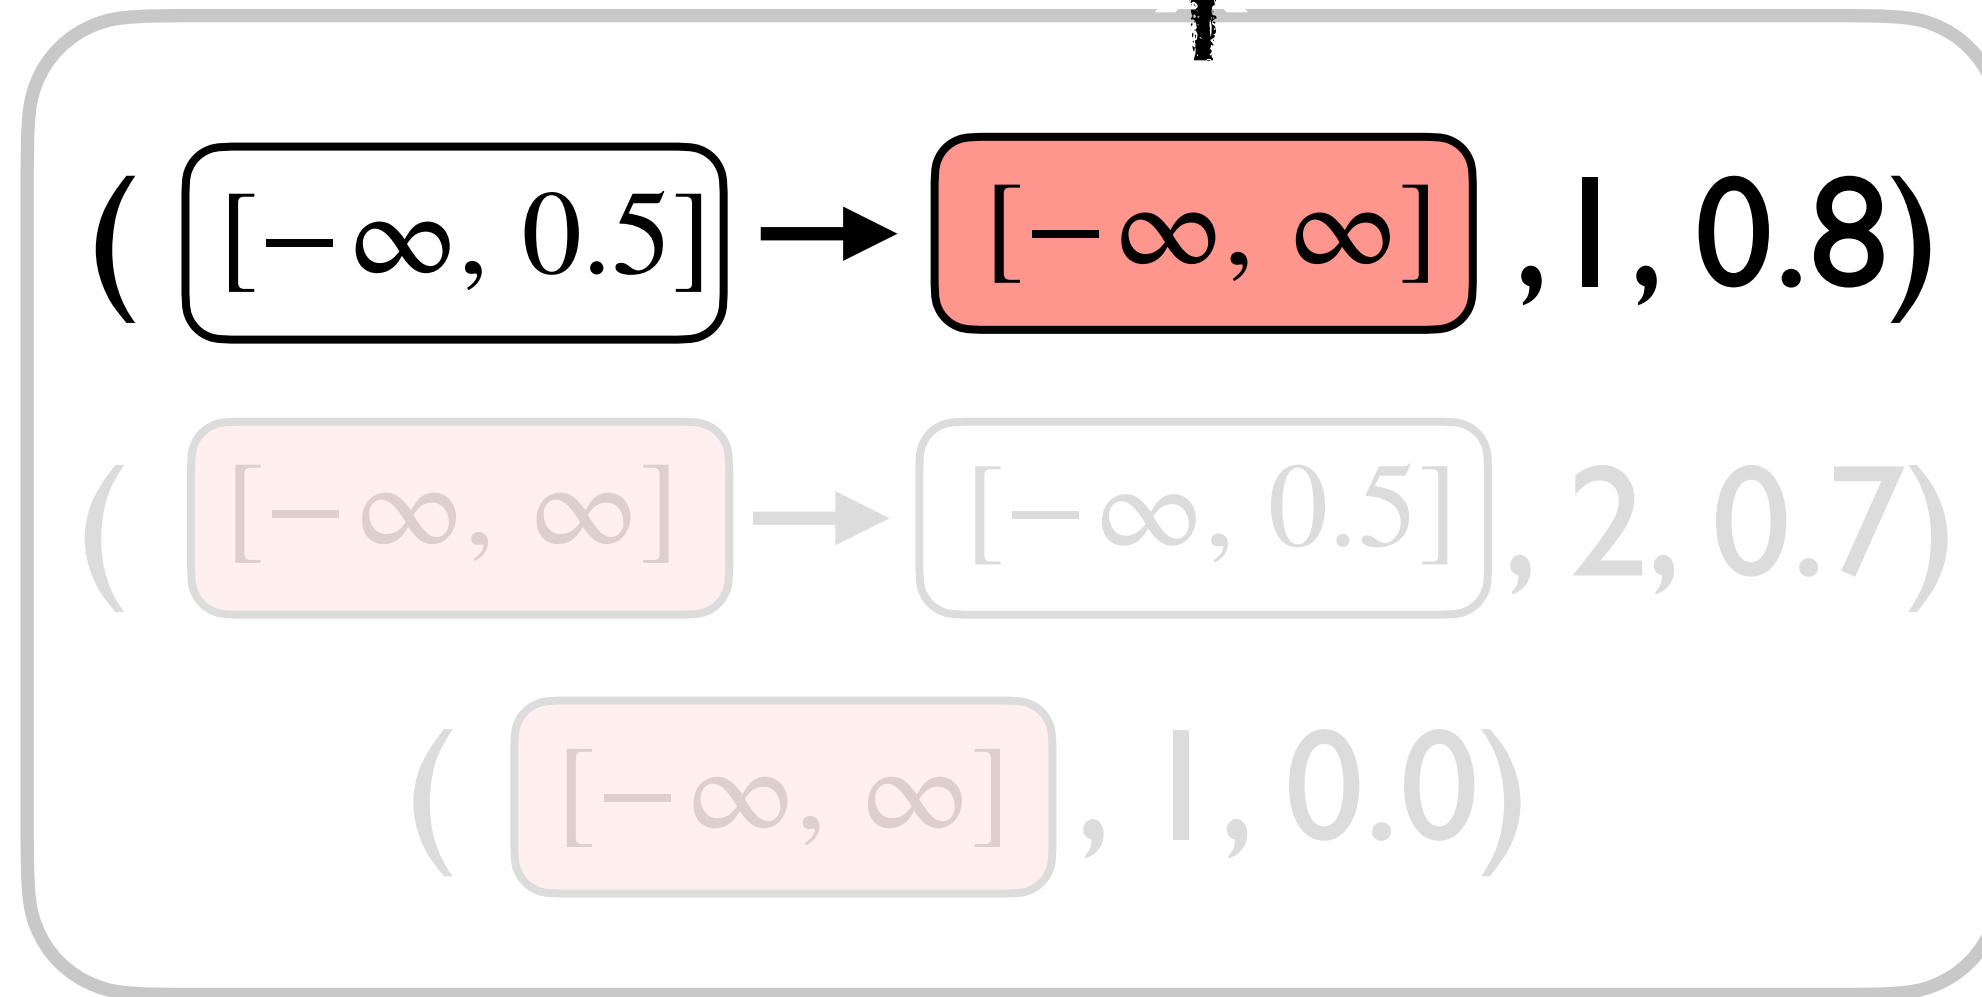 ( [−∞, 0.5] → [−∞, ∞] , 1, 0.8)
( [−∞, ∞] → [−∞, 0.5] , 2, 0.7)
( [−∞, ∞] , 1, 0.0)